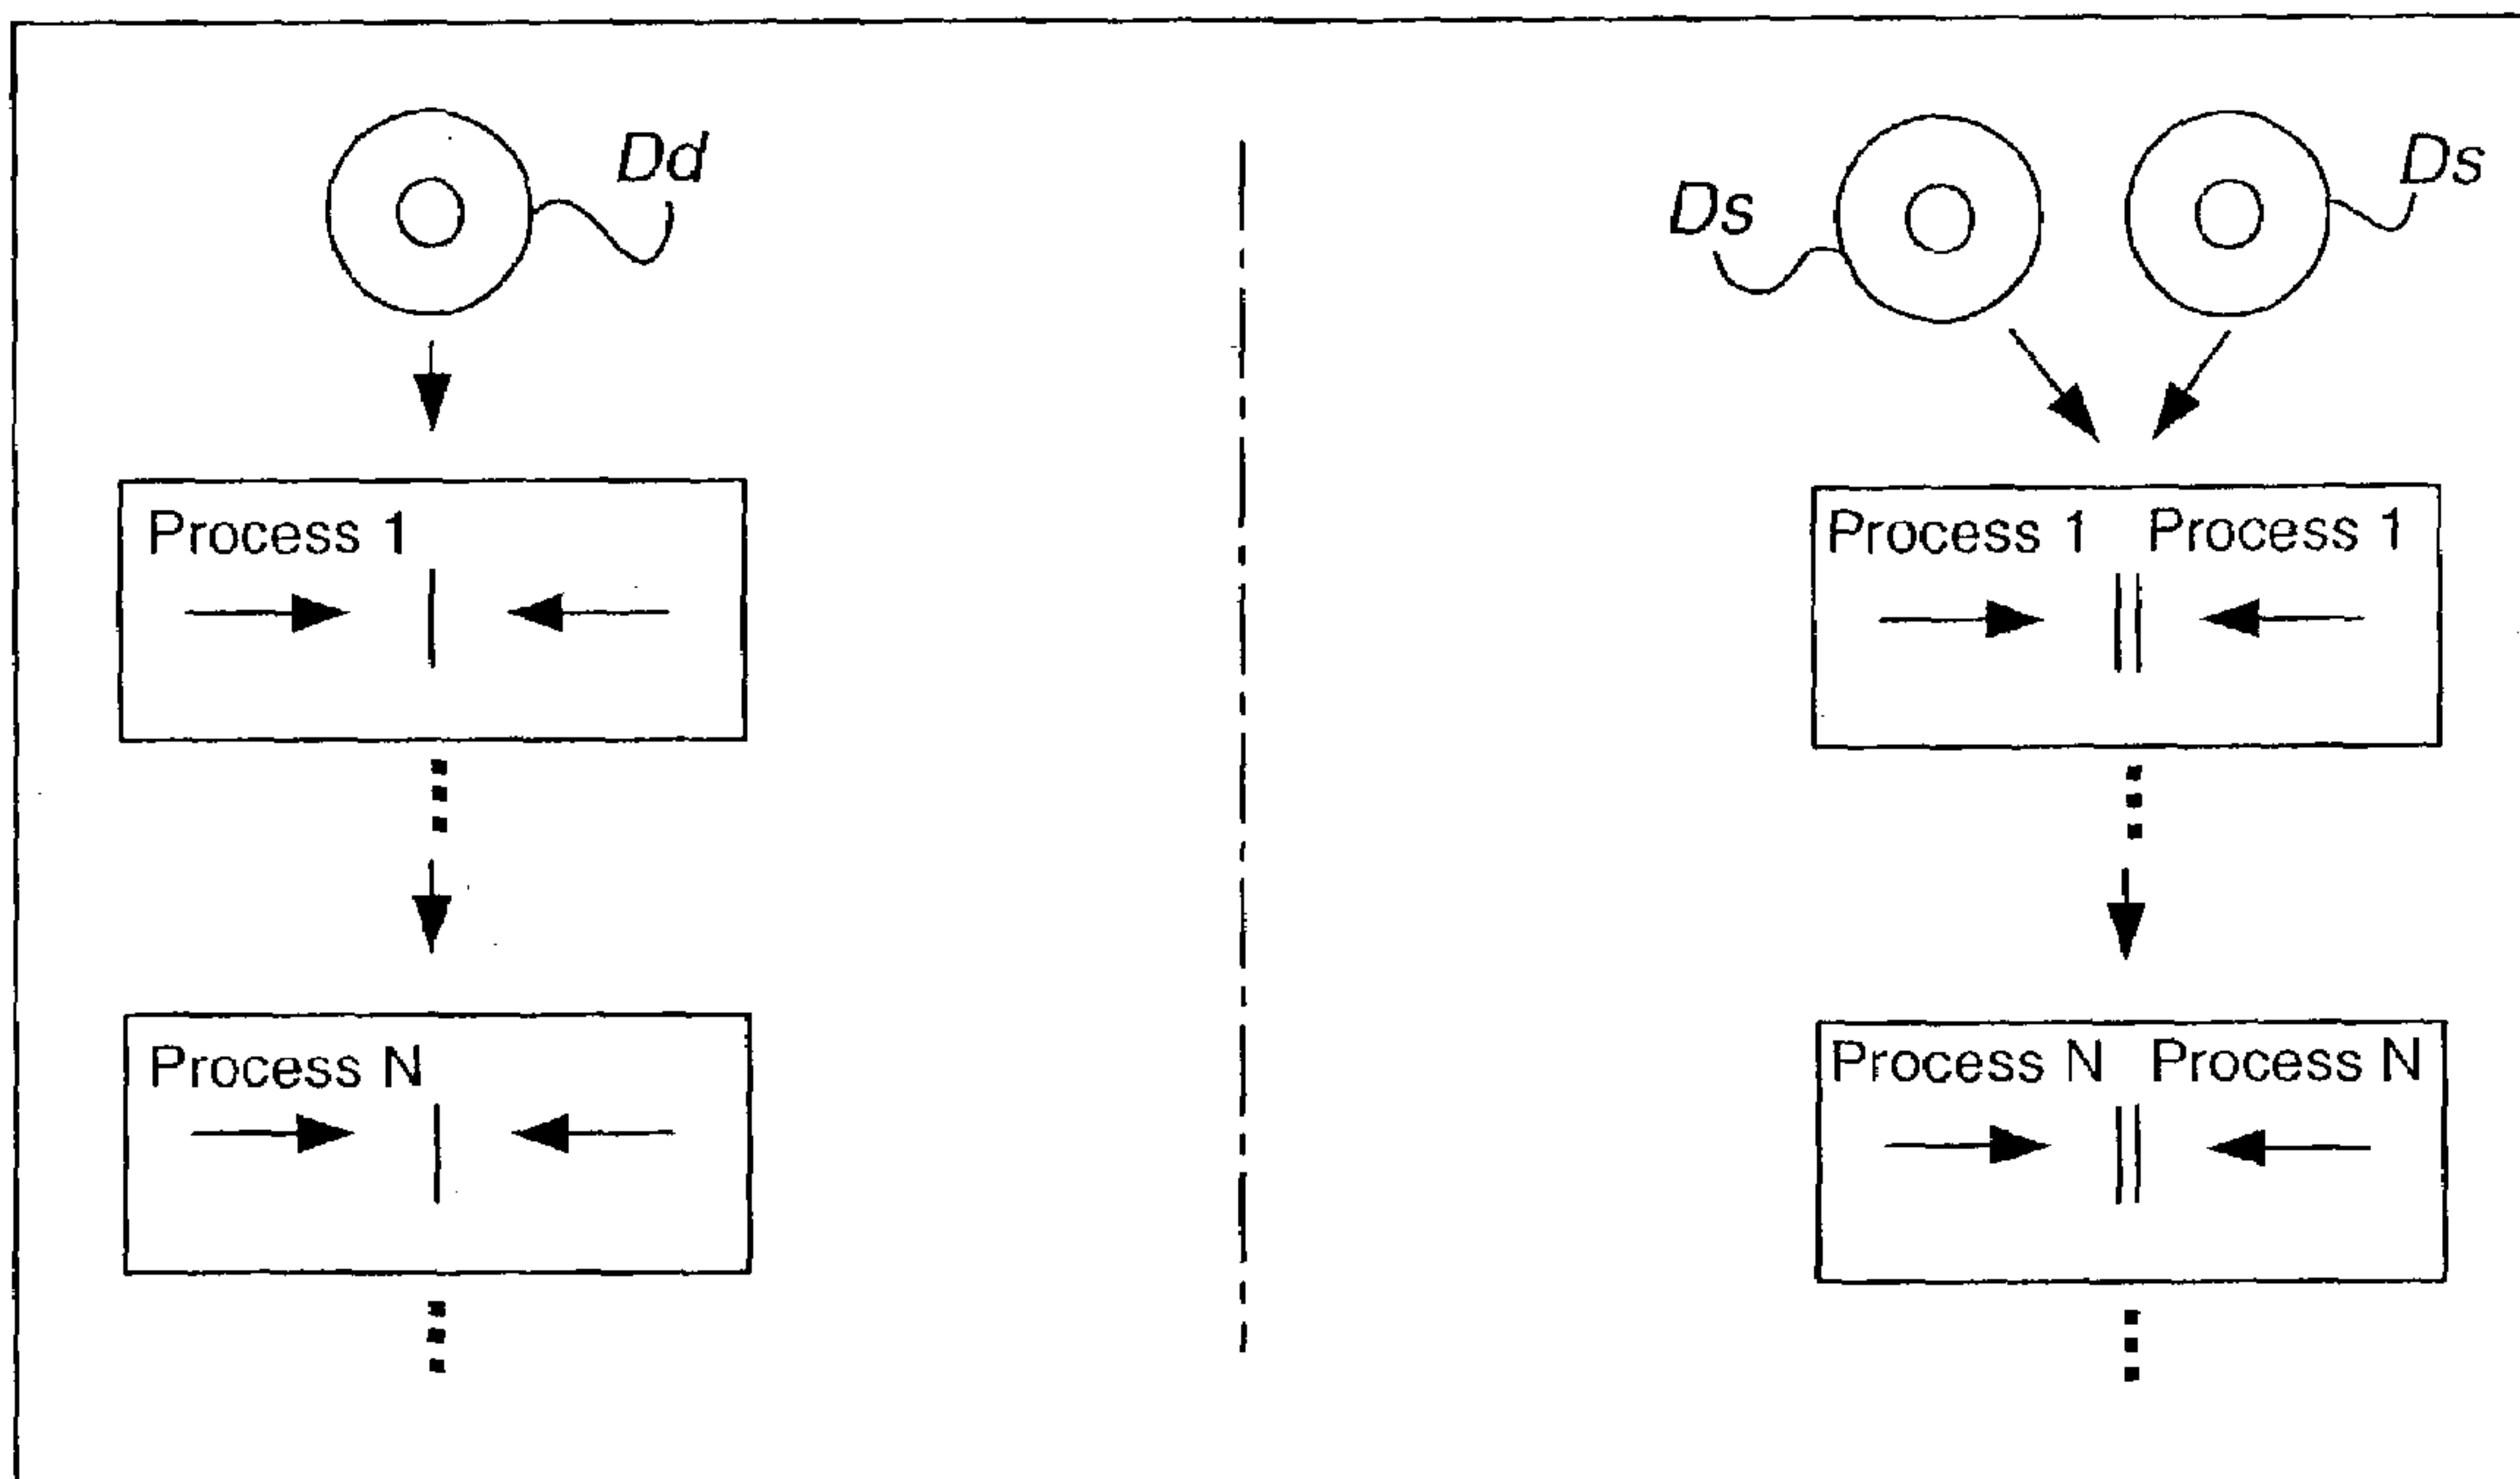 Dd
Process 1
Process N
Ds
Ds
Process 1 Process 1
Process N Process N